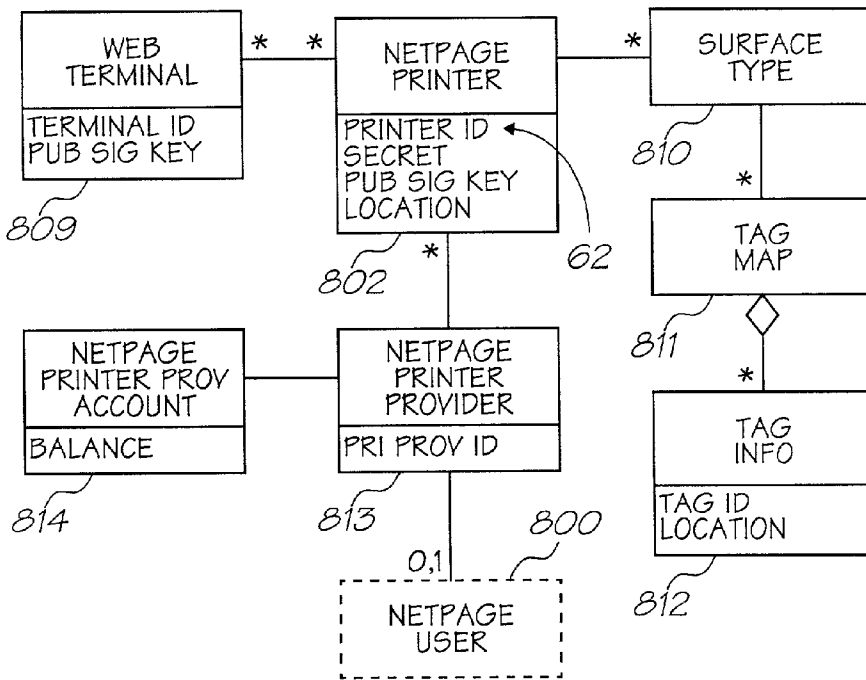 WEB
TERMINAL
TERMINAL ID
PUB SIG KEY
809
* *
NETPAGE
PRINTER
PRINTER ID
SECRET
PUB SIG KEY
LOCATION
802
62
*
*
SURFACE
TYPE
810
*
TAG
MAP
811
*
TAG
INFO
TAG ID
LOCATION
812
NETPAGE
PRINTER PROV
ACCOUNT
BALANCE
814
NETPAGE
PRINTER
PROVIDER
PRI PROV ID
813
0,1
800
NETPAGE
USER